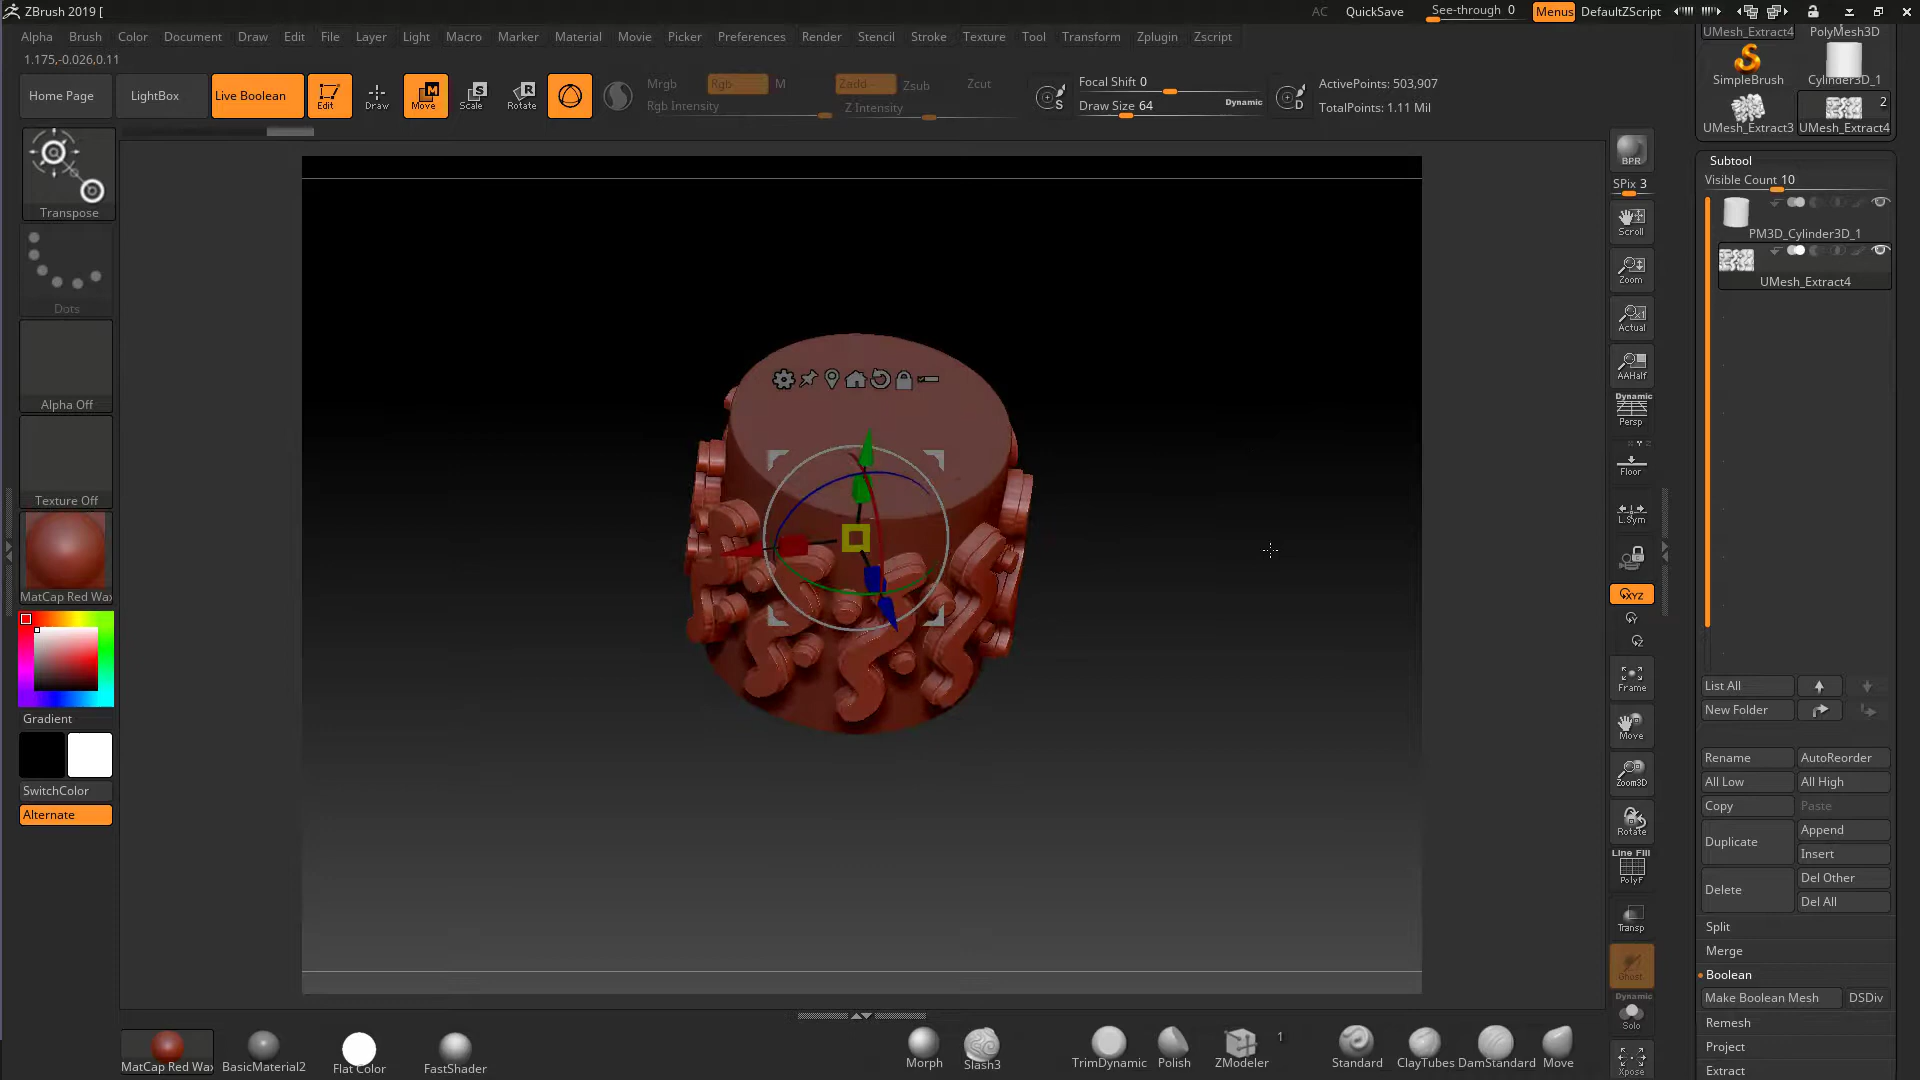 ZBrush 2019 [
AC
QuickSave
See-through 0
Menus
DefaultZScript
Alpha Brush Color Document Draw Edit File Layer Light Macro Marker Material Movie Picker Preferences Render Stencil Stroke Texture Tool Transform Zplugin Zscript
1.175,-0.026,0.11
Home Page
LightBox
Live Boolean
Edit
Draw
Move
Scale
Rotate
Mrgb Rgb M
Rgb Intensity
Zadd Zsub Zcut
Z Intensity
S
Focal Shift 0
Draw Size 64
Dynamic
D
ActivePoints: 503,907
TotalPoints: 1.11 Mil
UMesh_Extract4
PolyMesh3D
SimpleBrush
Cylinder3D_1
2
UMesh_Extract3
UMesh_Extract4
Transpose
Dots
Alpha Off
Texture Off
MatCap Red Wax
Gradient
SwitchColor
Alternate
BPR
SPix 3
Scroll
Zoom
Actual
AAHalf
Dynamic
Persp
Floor
L.Sym
XYZ
Y
Z
Frame
Move
Zoom3D
Rotate
Line Fill
PolyF
Transp
Ghost
Dynamic
Solo
Xpose
Subtool
Visible Count 10
PM3D_Cylinder3D_1
UMesh_Extract4
List All
New Folder
Rename AutoReorder
All Low All High
Copy Paste
Duplicate
Append
Insert
Delete
Del Other
Del All
Split
Merge
Boolean
Make Boolean Mesh DSDiv
Remesh
Project
Extract
MatCap Red Wax
BasicMaterial2
Flat Color
FastShader
Morph
Slash3
TrimDynamic
Polish
ZModeler
1
Standard
ClayTubes
DamStandard
Move